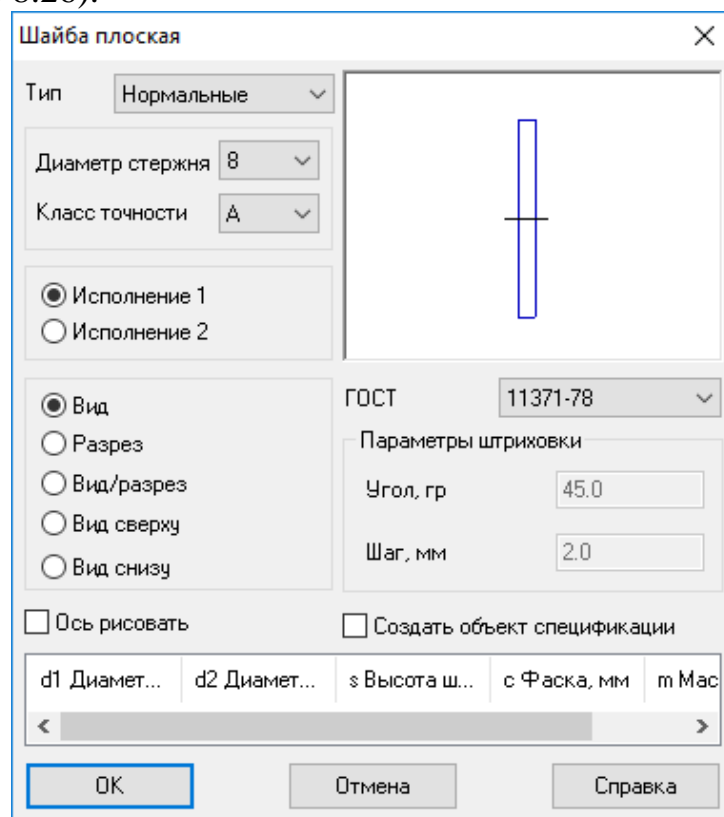 8.28).
Шайба плоская
Тип Нормальные
Диаметр стержня 8
Класс точности А
Исполнение 1
Исполнение 2
Вид
Разрез
Вид/разрез
Вид сверху
Вид снизу
ГОСТ 11371-78
Параметры штриховки
Угол, гр 45.0
Шаг, мм 2.0
Ось рисовать
Создать объект спецификации
d1 Диамет... d2 Диамет... s Высота ш... c Фаска, мм m Мас
OK Отмена Справка